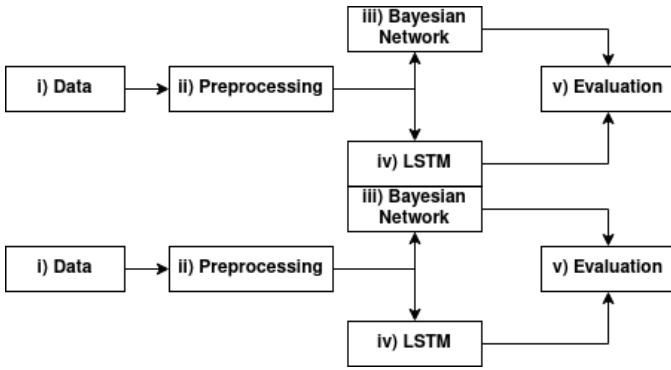 iii) Bayesian
Network
i) Data
ii) Preprocessing
v) Evaluation
iv) LSTM
iii) Bayesian
Network
i) Data
ii) Preprocessing
v) Evaluation
iv) LSTM